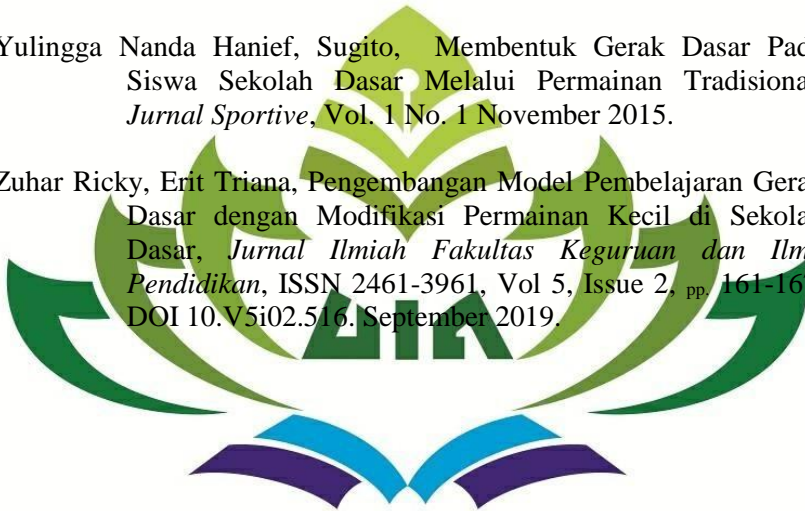 Yulingga Nanda Hanief, Sugito, Membentuk Gerak Dasar Pad
Siswa Sekolah Dasar Melalui Permainan Tradisiona
Jurnal Sportive, Vol. 1 No. 1 November 2015.
Zuhar Ricky, Erit Triana, Pengembangan Model Pembelajaran Gera
Dasar dengan Modifikasi Permainan Kecil di Sekola
Dasar, Jurnal Ilmiah Fakultas Keguruan dan Ilm
Pendidikan, ISSN 2461-3961, Vol 5, Issue 2, pp. 161-16
DOI 10.V5i02.516. September 2019.